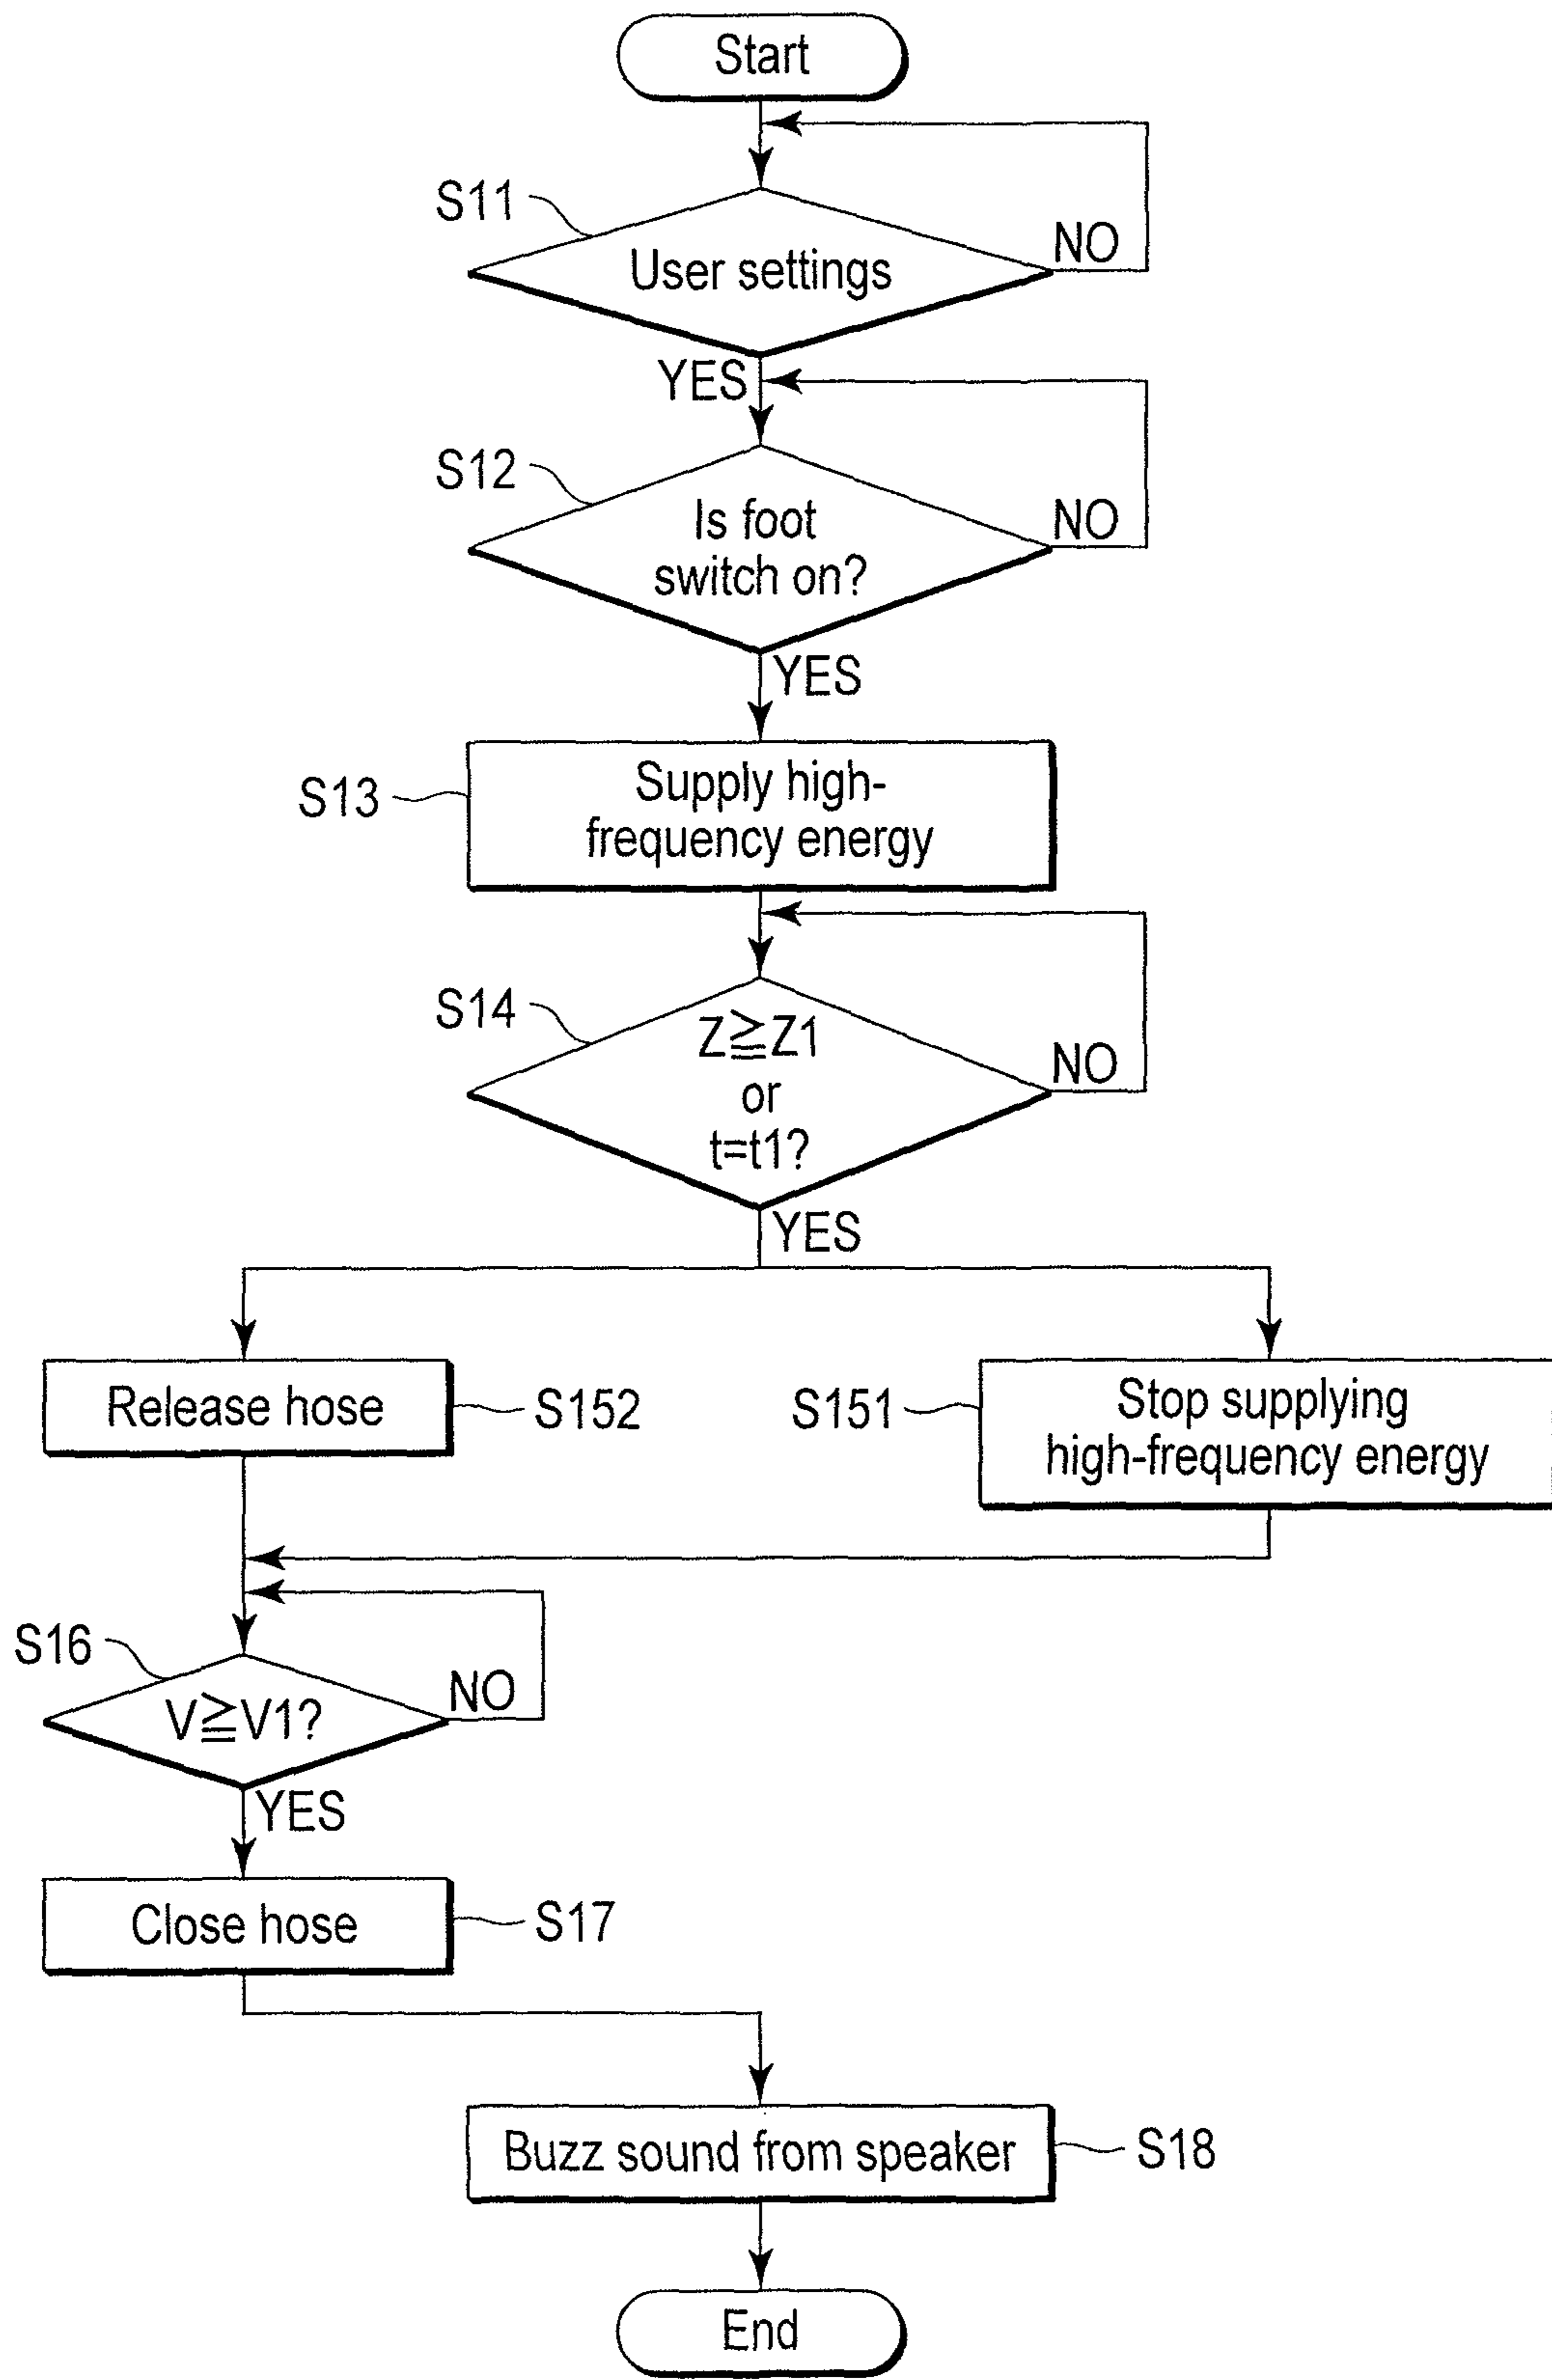 Start
S11
User settings
NO
YES
S12
Is foot
switch on?
NO
YES
S13
Supply high-
frequency energy
S14
Z≧Z1
or
t=t1?
NO
YES
Release hose
S152
S151
Stop supplying
high-frequency energy
S16
V≧V1?
NO
YES
Close hose
S17
Buzz sound from speaker
S18
End